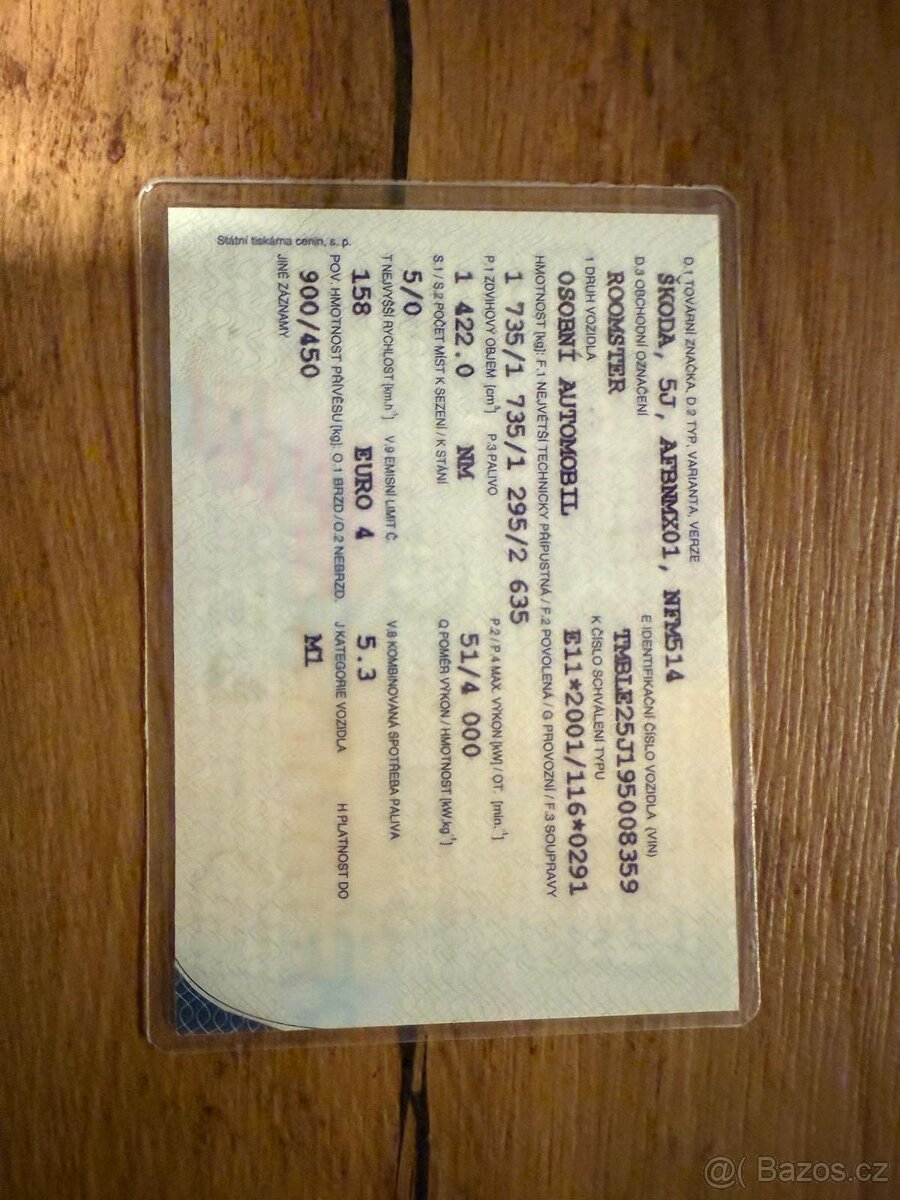 D.1 TOVÁRNÍ ZNAČKA, D.2 TYP, VARIANTA, VERZE
ŠKODA, 5J, AFBNMX01, NFM514
D.3 OBCHODNÍ OZNAČENÍ E IDENTIFIKAČNÍ ČÍSLO VOZIDLA (VIN)
ROOMSTER TMBLE25J195008359
1 DRUH VOZIDLA K ČÍSLO SCHVÁLENÍ TYPU
OSOBNÍ AUTOMOBIL E11*2001/116*0291
HMOTNOST [kg]: F.1 NEJVĚTŠÍ TECHNICKY PŘÍPUSTNÁ / F.2 POVOLENÁ / G PROVOZNÍ / F.3 SOUPRAVY
1 735/1 735/1 295/2 635
P.1 ZDVIHOVÝ OBJEM [cm³] P.3 PALIVO P.2 / P.4 MAX. VÝKON [kW] / OT. [min.⁻¹]
1 422.0 NM 51/4 000
S.1 / S.2 POČET MÍST K SEZENÍ / K STÁNÍ Q POMĚR VÝKON / HMOTNOST [kW.kg⁻¹]
5/0
T NEJVYŠŠÍ RYCHLOST [km.h⁻¹] V.9 EMISNÍ LIMIT Č. V.8 KOMBINOVANÁ SPOTŘEBA PALIVA
158 EURO 4 5.3
POV. HMOTNOST PŘÍVĚSU [kg]: O.1 BRZD./O.2 NEBRZD. J KATEGORIE VOZIDLA H PLATNOST DO
900/450 M1
JINÉ ZÁZNAMY
Státní tiskárna cenin, s. p.
@( Bazos.cz